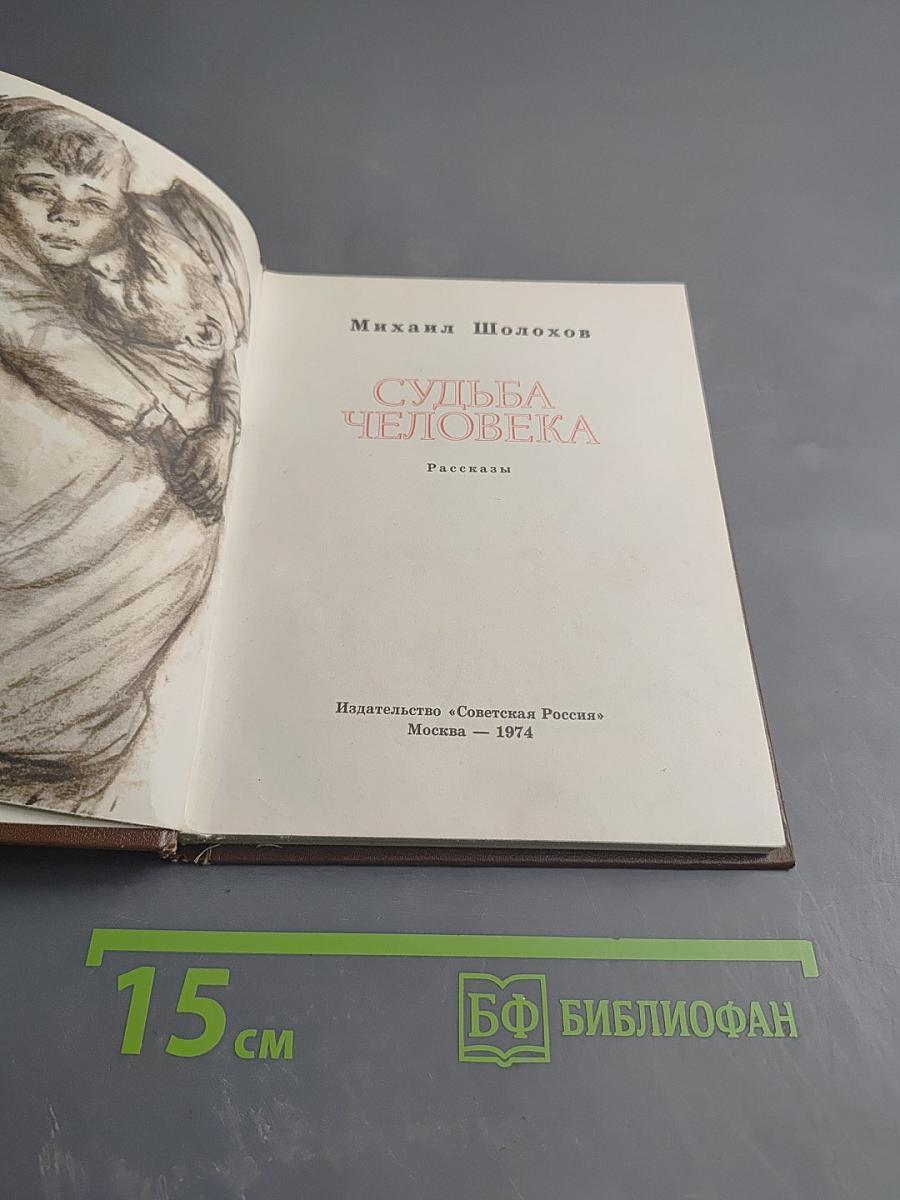 Михаил Шолохов
СУДЬБА
ЧЕЛОВЕКА
Рассказы
Издательство «Советская Россия»
Москва — 1974
15 см
БФ БИБЛИОФАН